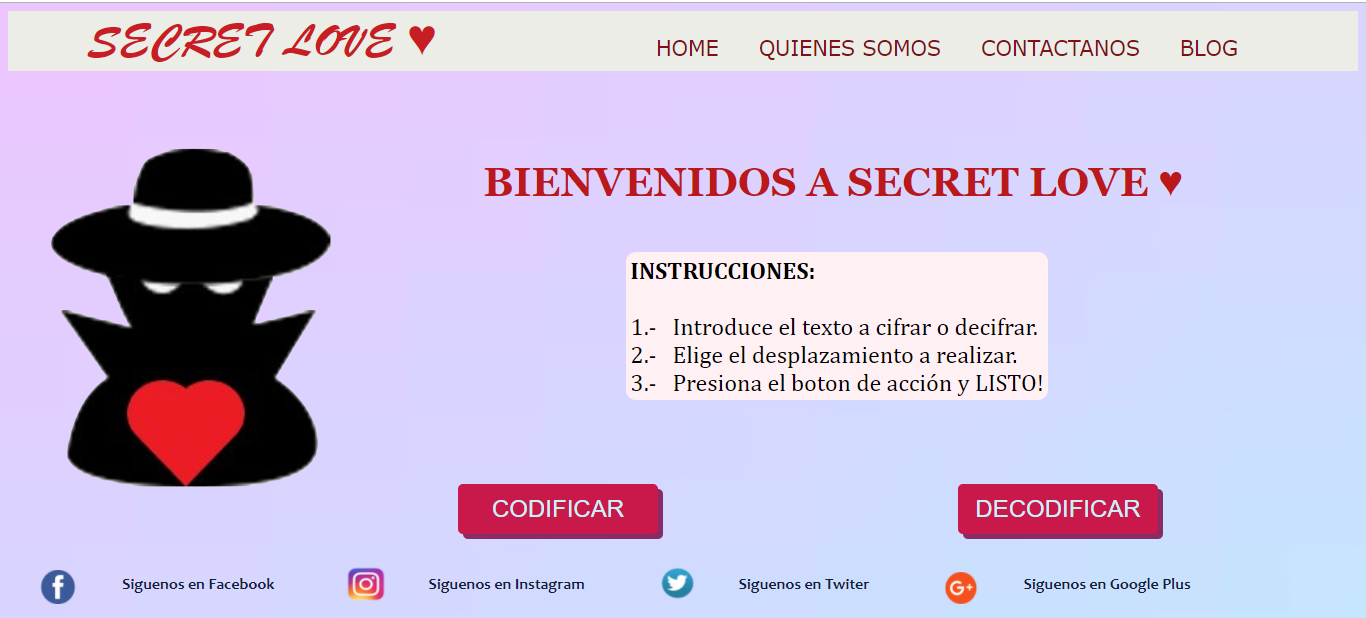 SECRET LOVE ♥
HOME QUIENES SOMOS CONTACTANOS BLOG
BIENVENIDOS A SECRET LOVE ♥
INSTRUCCIONES:
1.- Introduce el texto a cifrar o decifrar.
2.- Elige el desplazamiento a realizar.
3.- Presiona el boton de acción y LISTO!
CODIFICAR
DECODIFICAR
f Siguenos en Facebook
Siguenos en Instagram
Siguenos en Twiter
G+ Siguenos en Google Plus